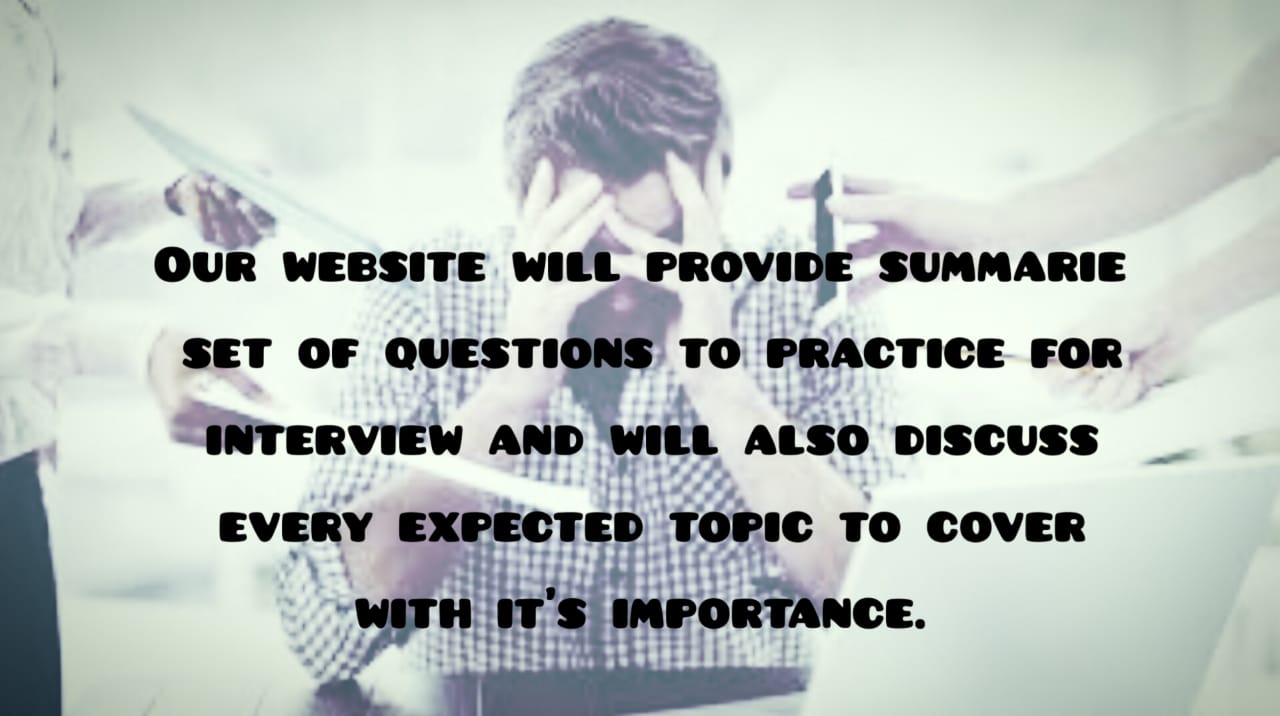 Our website will provide summarie
set of questions to practice for
interview and will also discuss
every expected topic to cover
with it's importance.